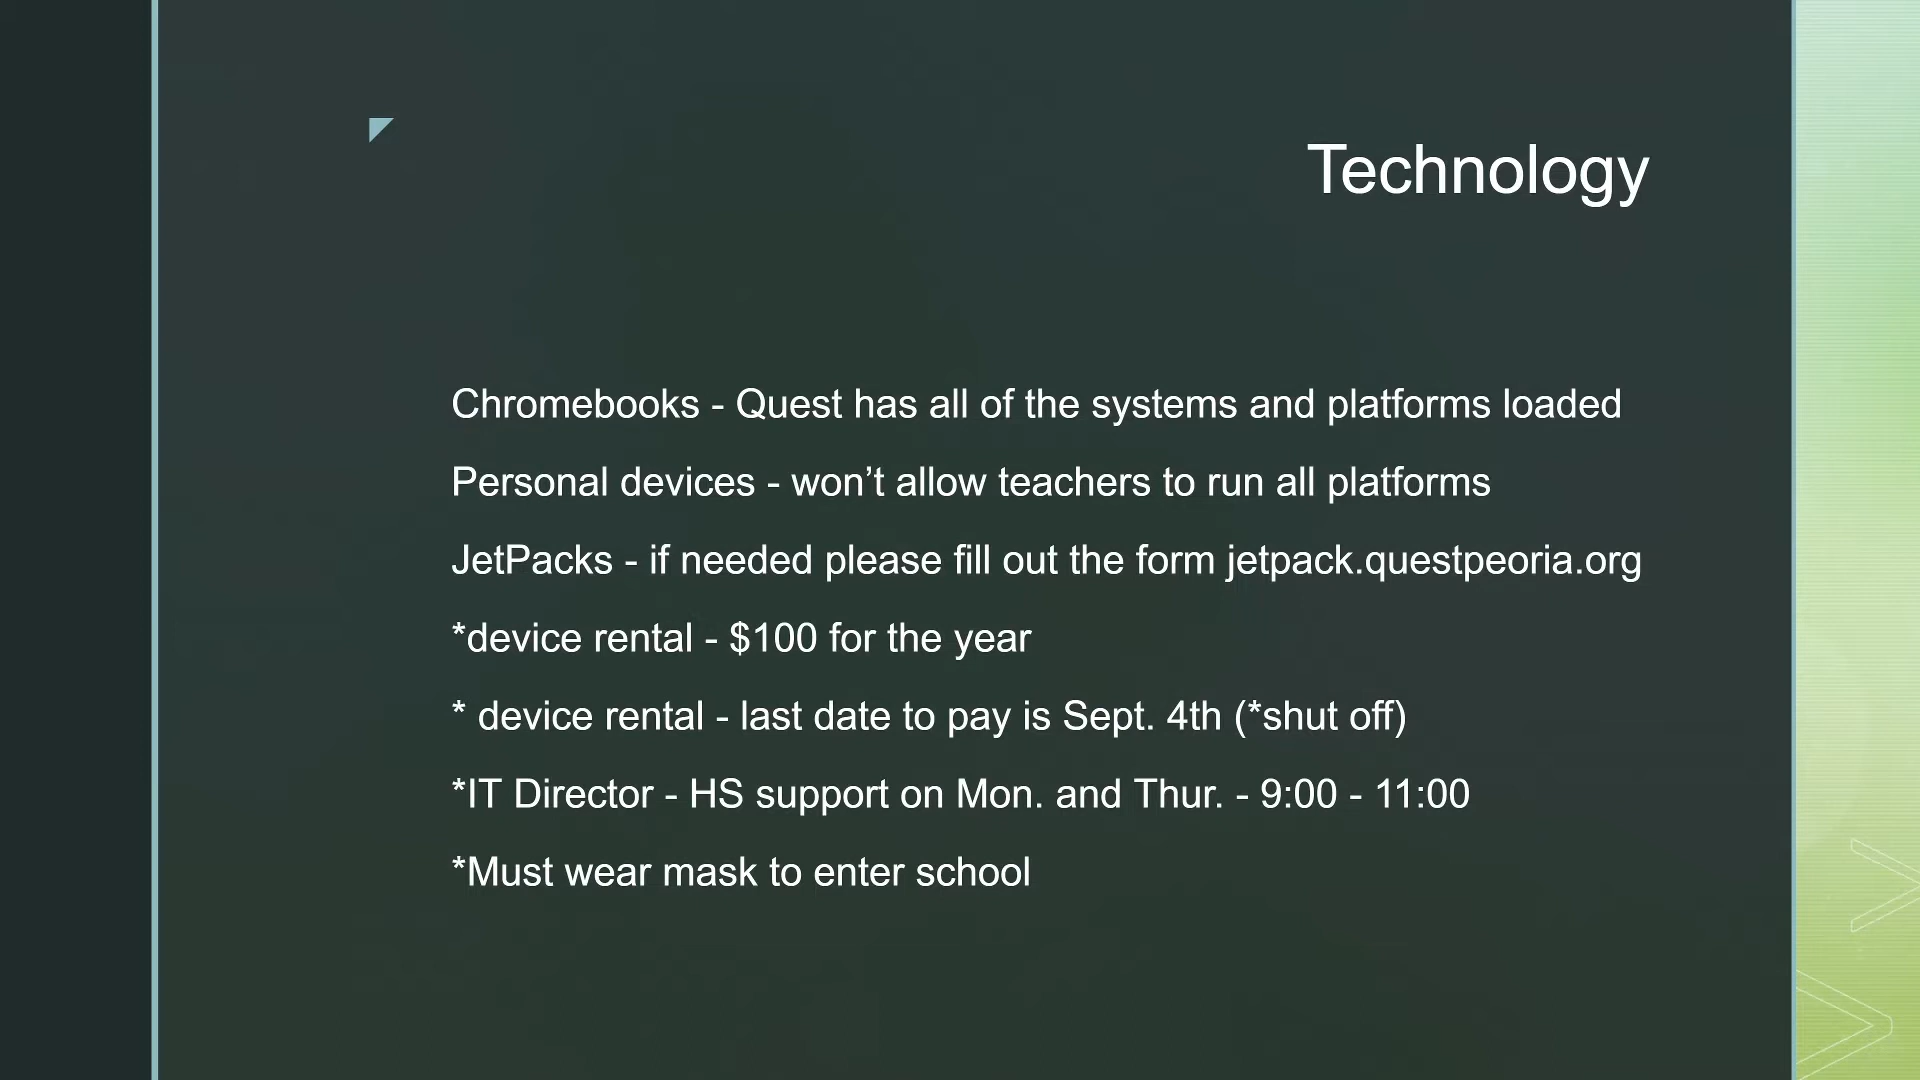 Technology
Chromebooks - Quest has all of the systems and platforms loaded
Personal devices - won’t allow teachers to run all platforms
JetPacks - if needed please fill out the form jetpack.questpeoria.org
*device rental - $100 for the year
* device rental - last date to pay is Sept. 4th (*shut off)
*IT Director - HS support on Mon. and Thur. - 9:00 - 11:00
*Must wear mask to enter school